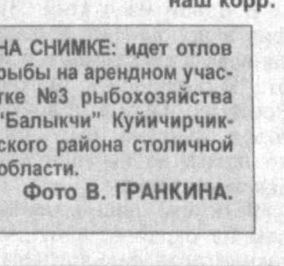 наш корр.
НА СНИМКЕ: идет отлов
рыбы на арендном учас-
тке №3 рыбохозяйства
"Балыкчи" Куйичирчик-
ского района столичной
области.
Фото В. ГРАНКИНА.